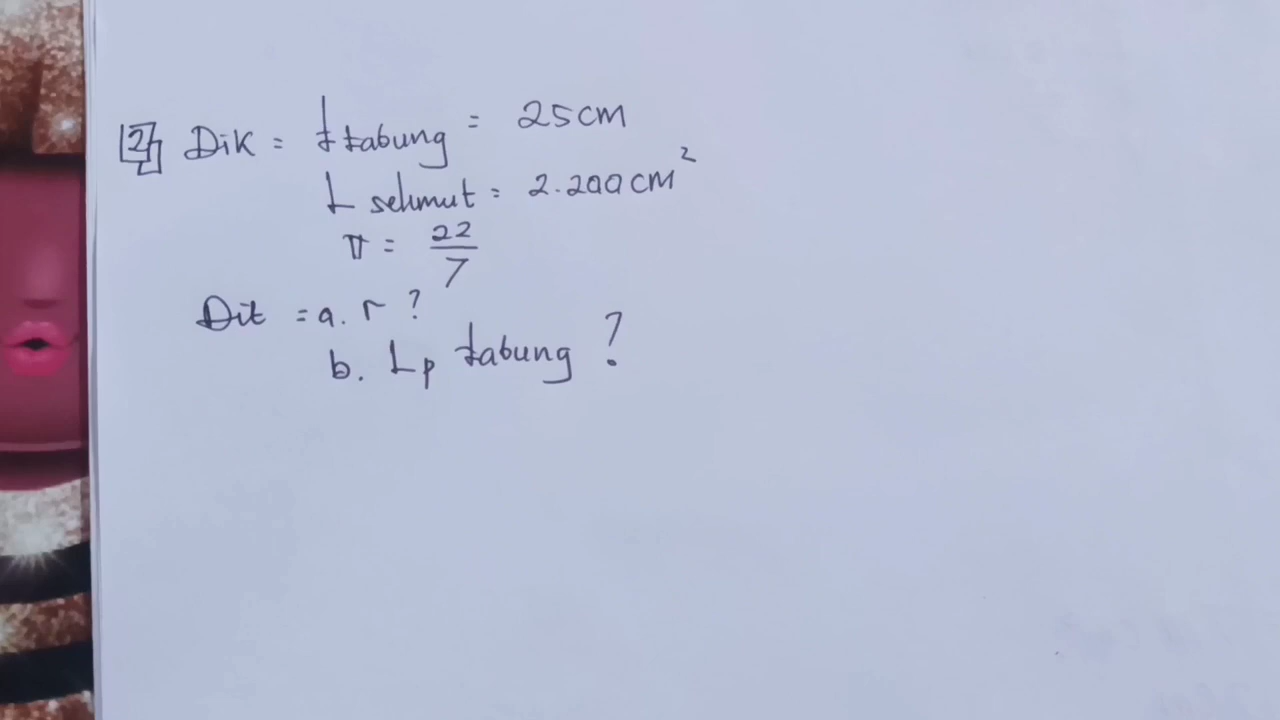 2 Dik = t tabung = 25 cm
L selimut = 2.200 cm²
π = 22/7
Dit = a. r ?
b. Lp tabung ?